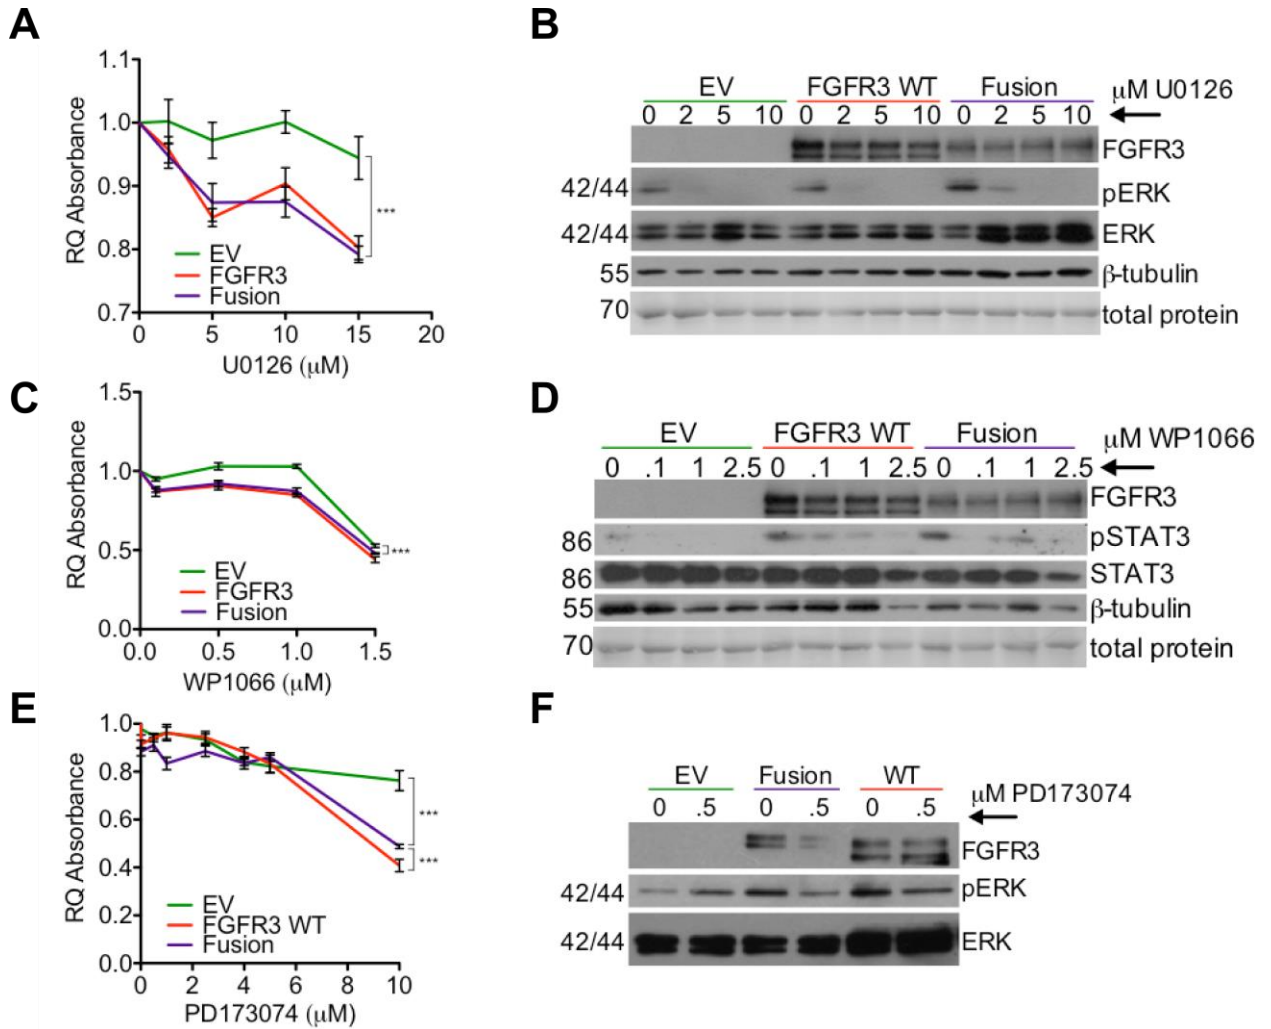 A
1.1
1.0
0.9
0.8
0.7
RQ Absorbance
***
EV
FGFR3
Fusion
0 5 10 15 20
U0126 (μM)
B
EV FGFR3 WT Fusion μM U0126
0 2 5 10 0 2 5 10 0 2 5 10
FGFR3
42/44 pERK
42/44 ERK
55 β-tubulin
70 total protein
C
1.5
1.0
0.5
0.0
RQ Absorbance
***
EV
FGFR3
Fusion
0.0 0.5 1.0 1.5
WP1066 (μM)
D
EV FGFR3 WT Fusion μM WP1066
0 .1 1 2.5 0 .1 1 2.5 0 .1 1 2.5
FGFR3
86 pSTAT3
86 STAT3
55 β-tubulin
70 total protein
E
1.0
0.8
0.6
0.4
0.2
0.0
RQ Absorbance
***
***
EV
FGFR3 WT
Fusion
0 2 4 6 8 10
PD173074 (μM)
F
EV Fusion WT μM PD173074
0 .5 0 .5 0 .5
FGFR3
42/44 pERK
42/44 ERK